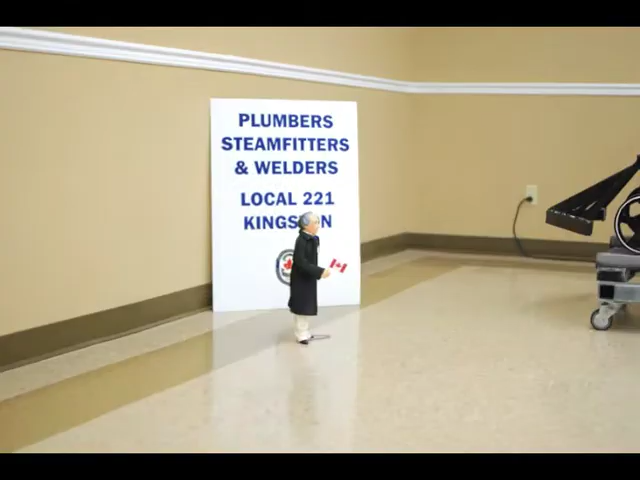 PLUMBERS
STEAMFITTERS
& WELDERS
LOCAL 221
KINGS N